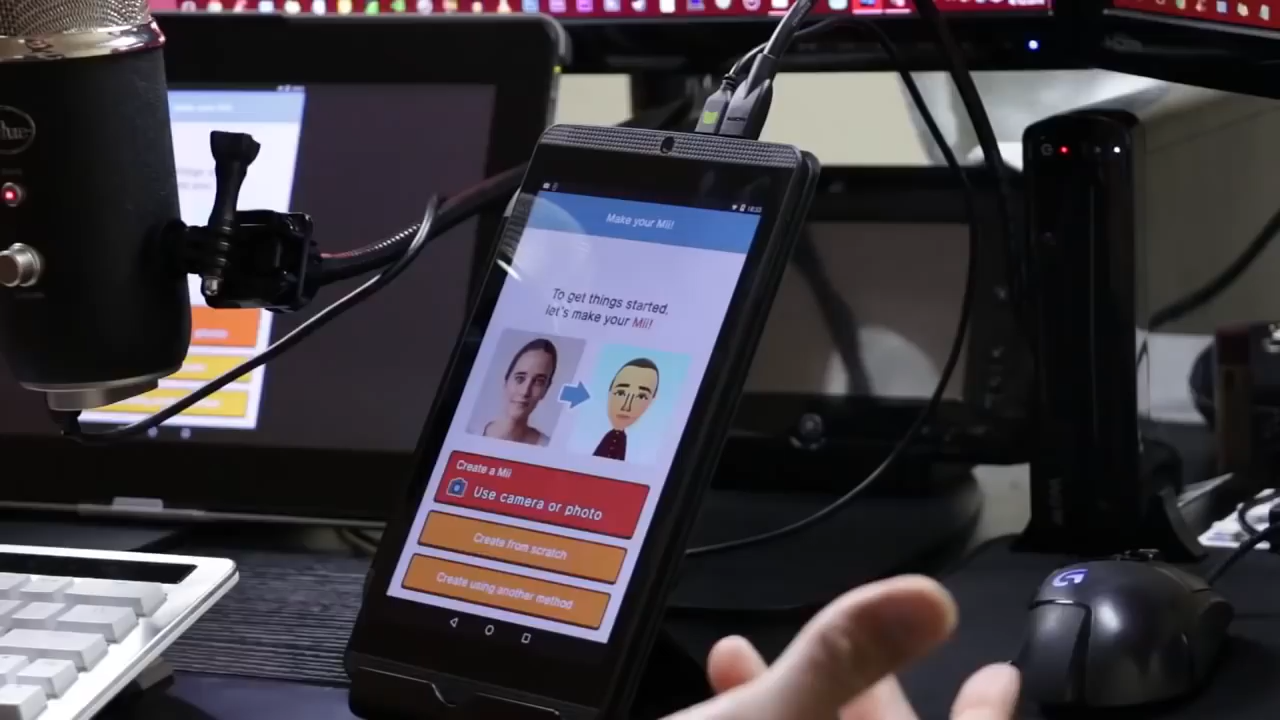 Make your Mii!
To get things started,
let's make your Mii!
Create a Mii
Use camera or photo
Create from scratch
Create using another method
photo
G